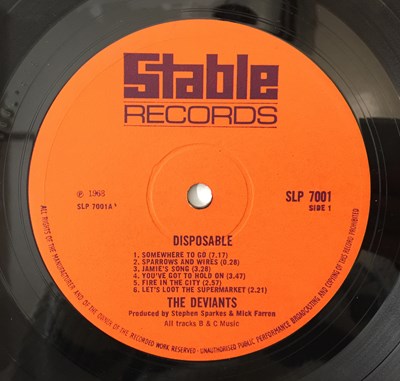 Stable
RECORDS
℗ 1968
SLP 7001A
SLP 7001
SIDE 1
DISPOSABLE
1. SOMEWHERE TO GO (7.17)
2. SPARROWS AND WIRES (0.28)
3. JAMIE'S SONG (3.28)
4. YOU'VE GOT TO HOLD ON (3.47)
5. FIRE IN THE CITY (2.57)
6. LET'S LOOT THE SUPERMARKET (2.21)
THE DEVIANTS
Produced by Stephen Sparkes & Mick Farren
All tracks B & C Music
ALL RIGHTS OF THE MANUFACTURER AND OF THE OWNER OF THE RECORDED WORK RESERVED · UNAUTHORISED PUBLIC PERFORMANCE BROADCASTING AND COPYING OF THIS RECORD PROHIBITED